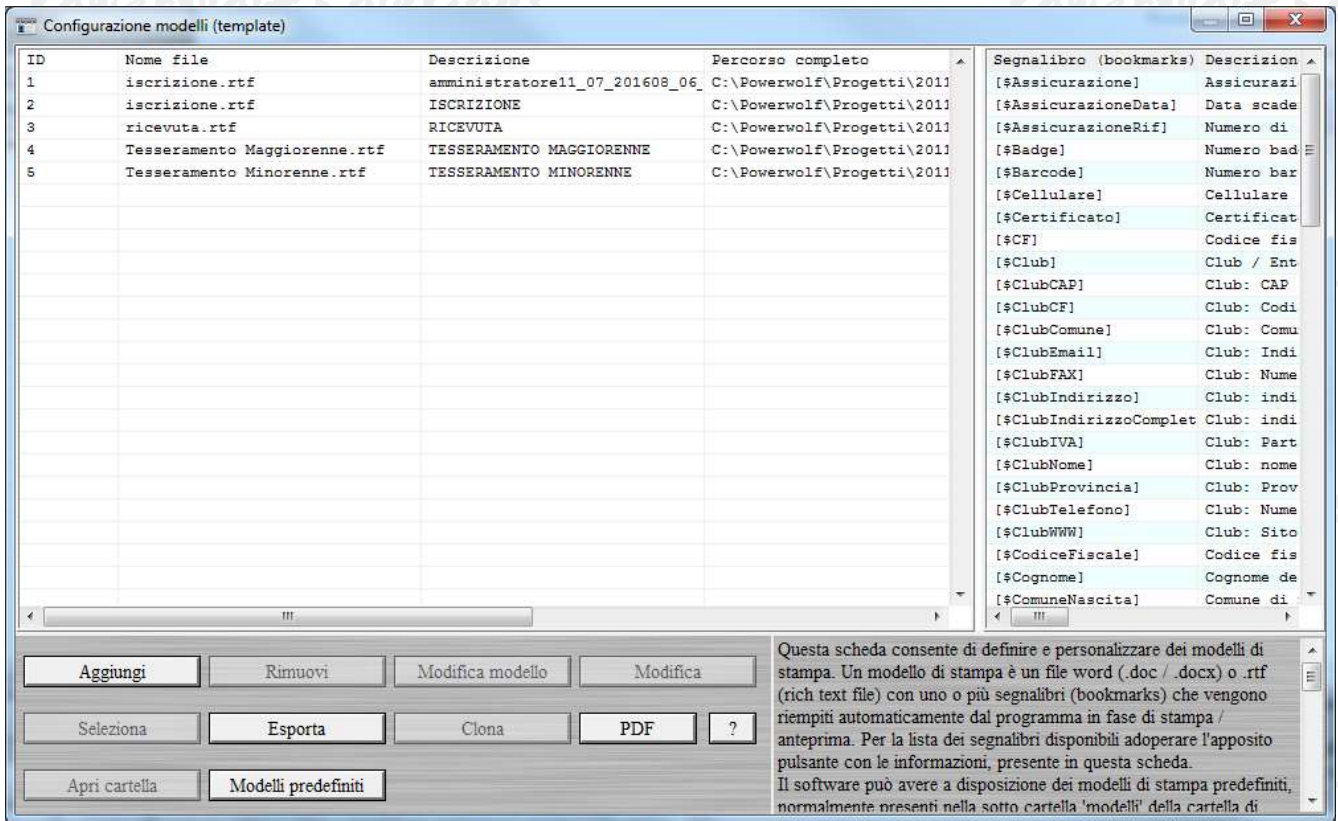 Configurazione modelli (template)
ID Nome file Descrizione Percorso completo
1 iscrizione.rtf amministratore11_07_201608_06_ C:\Powerwolf\Progetti\2011
2 iscrizione.rtf ISCRIZIONE C:\Powerwolf\Progetti\2011
3 ricevuta.rtf RICEVUTA C:\Powerwolf\Progetti\2011
4 Tesseramento Maggiorenne.rtf TESSERAMENTO MAGGIORENNE C:\Powerwolf\Progetti\2011
5 Tesseramento Minorenne.rtf TESSERAMENTO MINORENNE C:\Powerwolf\Progetti\2011
Segnalibro (bookmarks) Descrizion
[$Assicurazione] Assicurazi
[$AssicurazioneData] Data scade
[$AssicurazioneRif] Numero di
[$Badge] Numero bad
[$Barcode] Numero bar
[$Cellulare] Cellulare
[$Certificato] Certificat
[$CF] Codice fis
[$Club] Club / Ent
[$ClubCAP] Club: CAP
[$ClubCF] Club: Codi
[$ClubComune] Club: Comu
[$ClubEmail] Club: Indi
[$ClubFAX] Club: Nume
[$ClubIndirizzo] Club: indi
[$ClubIndirizzoComplet Club: indi
[$ClubIVA] Club: Part
[$ClubNome] Club: nome
[$ClubProvincia] Club: Prov
[$ClubTelefono] Club: Nume
[$ClubWWW] Club: Sito
[$CodiceFiscale] Codice fis
[$Cognome] Cognome de
[$ComuneNascita] Comune di
Aggiungi Rimuovi Modifica modello Modifica
Seleziona Esporta Clona PDF ?
Apri cartella Modelli predefiniti
Questa scheda consente di definire e personalizzare dei modelli di
stampa. Un modello di stampa è un file word (.doc / .docx) o .rtf
(rich text file) con uno o più segnalibri (bookmarks) che vengono
riempiti automaticamente dal programma in fase di stampa /
anteprima. Per la lista dei segnalibri disponibili adoperare l'apposito
pulsante con le informazioni, presente in questa scheda.
Il software può avere a disposizione dei modelli di stampa predefiniti,
normalmente presenti nella sotto cartella 'modelli' della cartella di